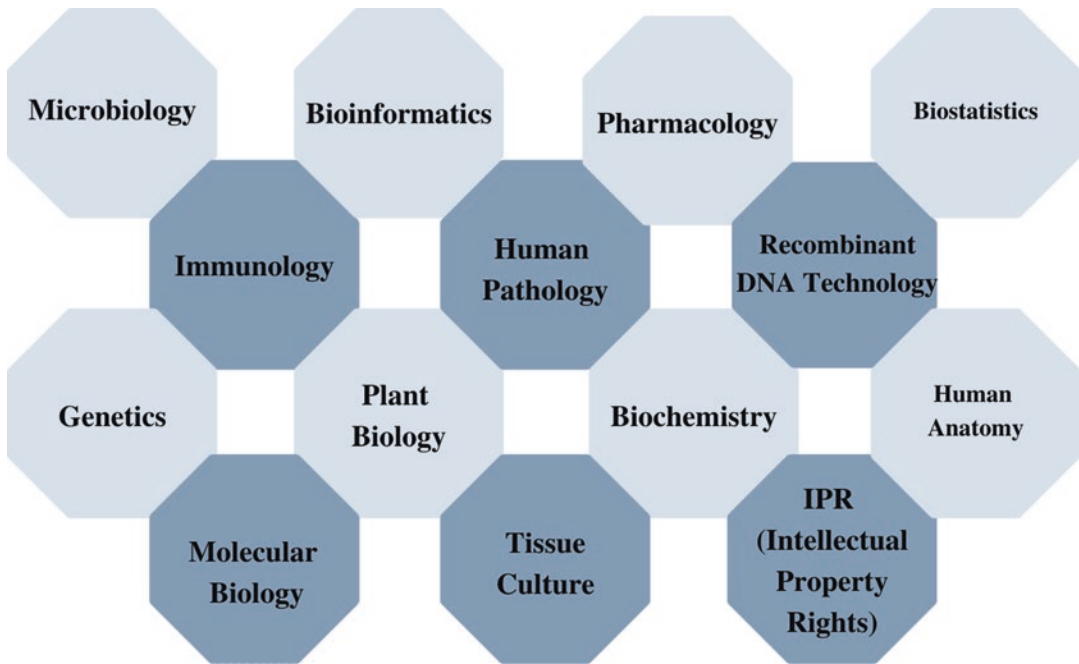 Microbiology
Bioinformatics
Pharmacology
Biostatistics
Immunology
Human
Pathology
Recombinant
DNA Technology
Genetics
Plant
Biology
Biochemistry
Human
Anatomy
Molecular
Biology
Tissue
Culture
IPR
(Intellectual
Property
Rights)